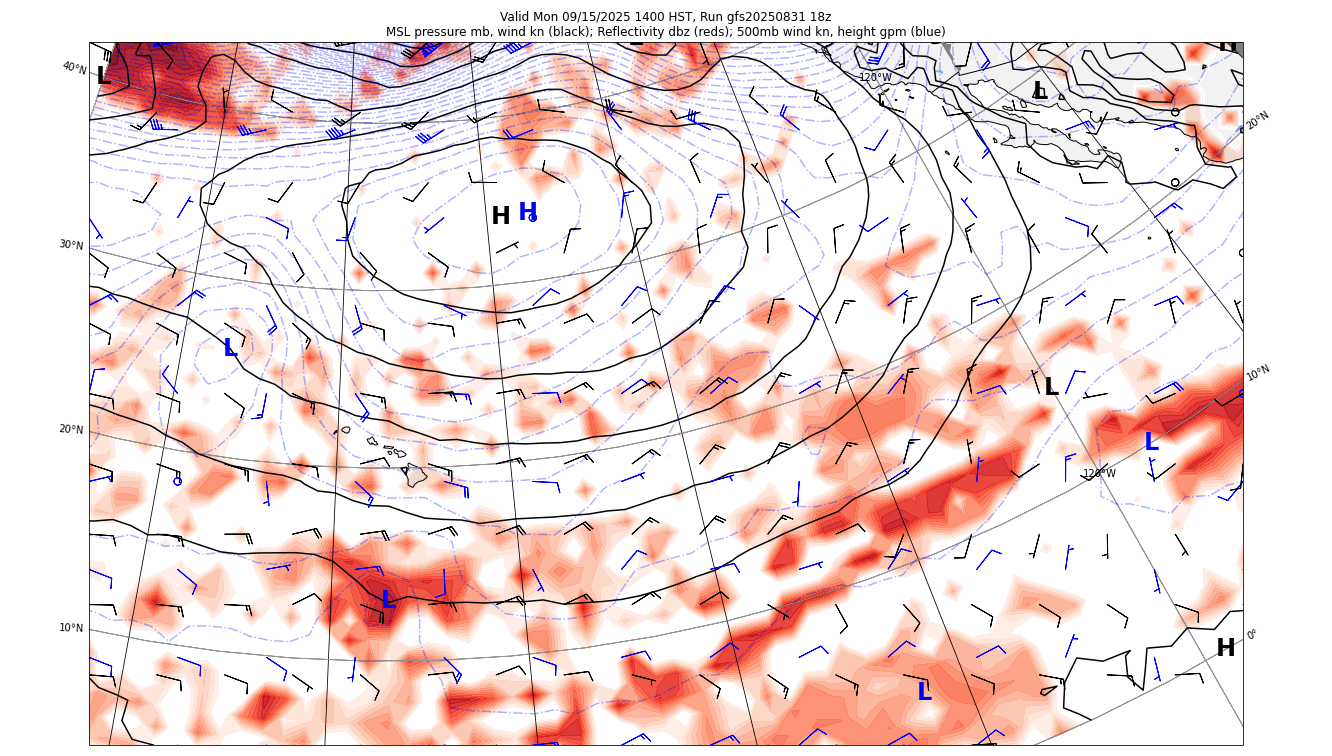 Valid Mon 09/15/2025 1400 HST, Run gfs20250831 18z
MSL pressure mb, wind kn (black); Reflectivity dbz (reds); 500mb wind kn, height gpm (blue)
H
40°N
L
120°W
L
20°N
H
H
30°N
L
10°N
L
20°N
L
120°W
L
10°N
0°
H
L